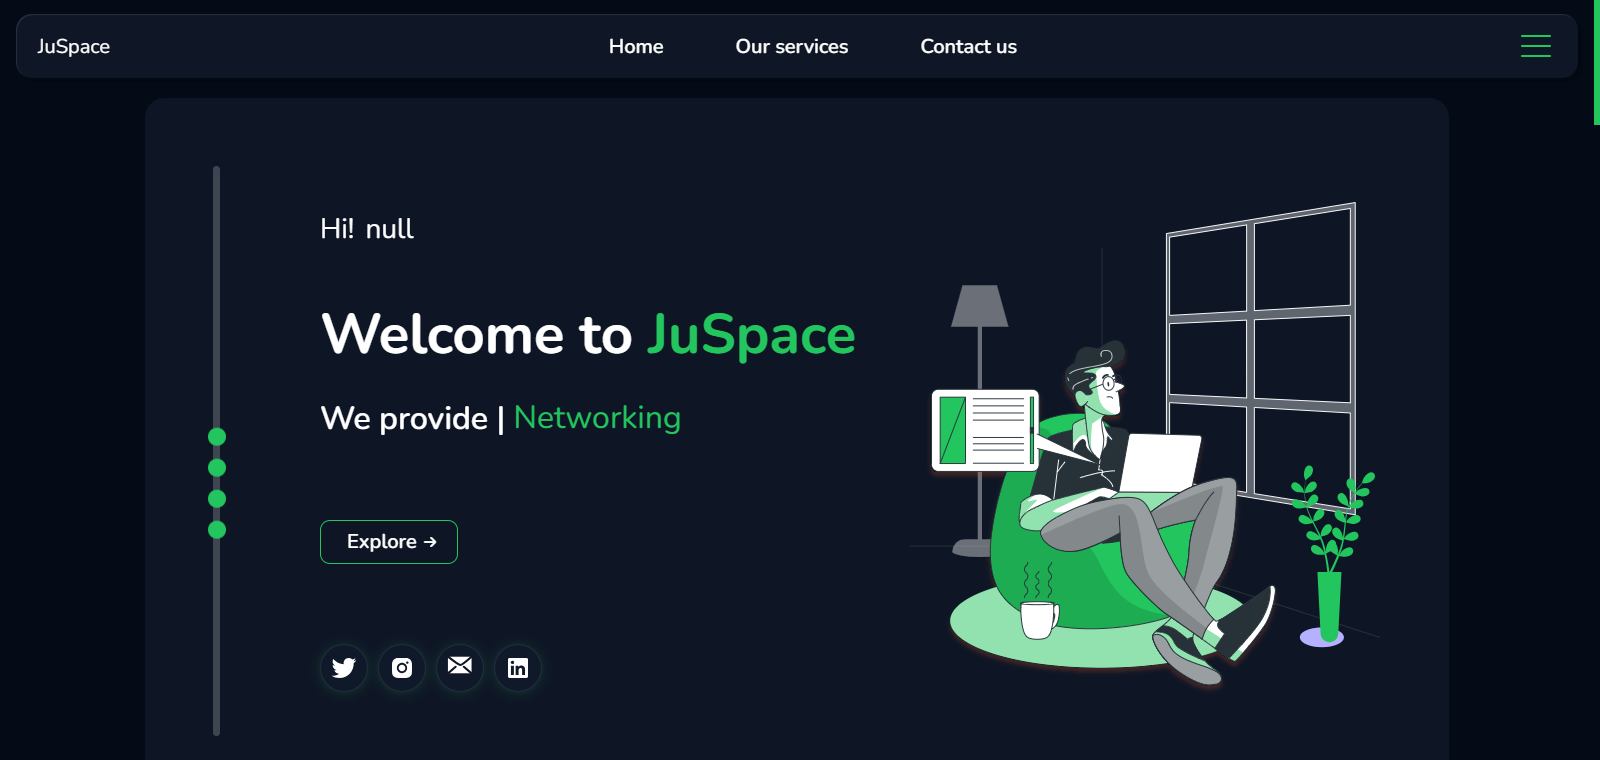 JuSpace
Home
Our services
Contact us
Hi! null
Welcome to JuSpace
We provide | Networking
Explore →